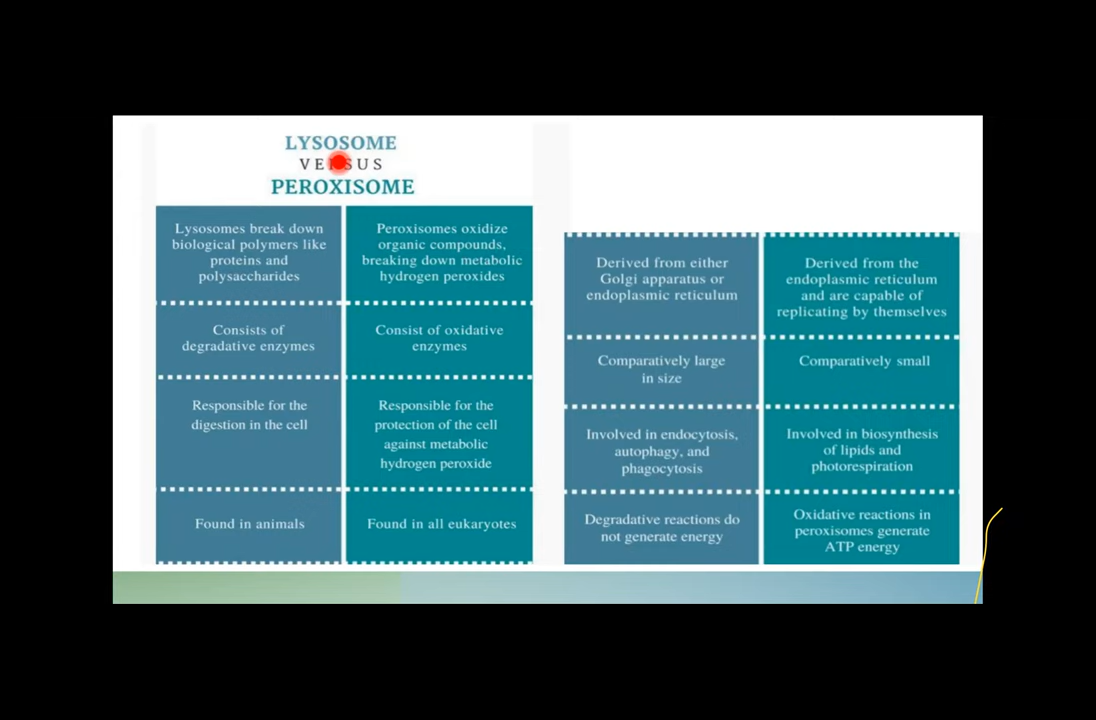 LYSOSOME
VERSUS
PEROXISOME
Lysosomes break down
biological polymers like
proteins and
polysaccharides
Peroxisomes oxidize
organic compounds,
breaking down metabolic
hydrogen peroxides
Consists of
degradative enzymes
Consist of oxidative
enzymes
Responsible for the
digestion in the cell
Responsible for the
protection of the cell
against metabolic
hydrogen peroxide
Found in animals
Found in all eukaryotes
Derived from either
Golgi apparatus or
endoplasmic reticulum
Derived from the
endoplasmic reticulum
and are capable of
replicating by themselves
Comparatively large
in size
Comparatively small
Involved in endocytosis,
autophagy, and
phagocytosis
Involved in biosynthesis
of lipids and
photorespiration
Degradative reactions do
not generate energy
Oxidative reactions in
peroxisomes generate
ATP energy